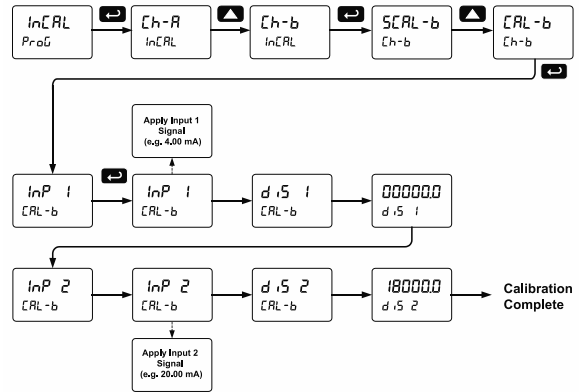 InCAL
ProG
Ch-A
InCAL
Ch-b
InCAL
SCAL-b
Ch-b
CAL-b
Ch-b
Apply Input 1
Signal
(e.g. 4.00 mA)
InP 1
CAL-b
InP 1
CAL-b
diS 1
CAL-b
00000.0
diS 1
InP 2
CAL-b
InP 2
CAL-b
diS 2
CAL-b
18000.0
diS 2
Calibration
Complete
Apply Input 2
Signal
(e.g. 20.00 mA)